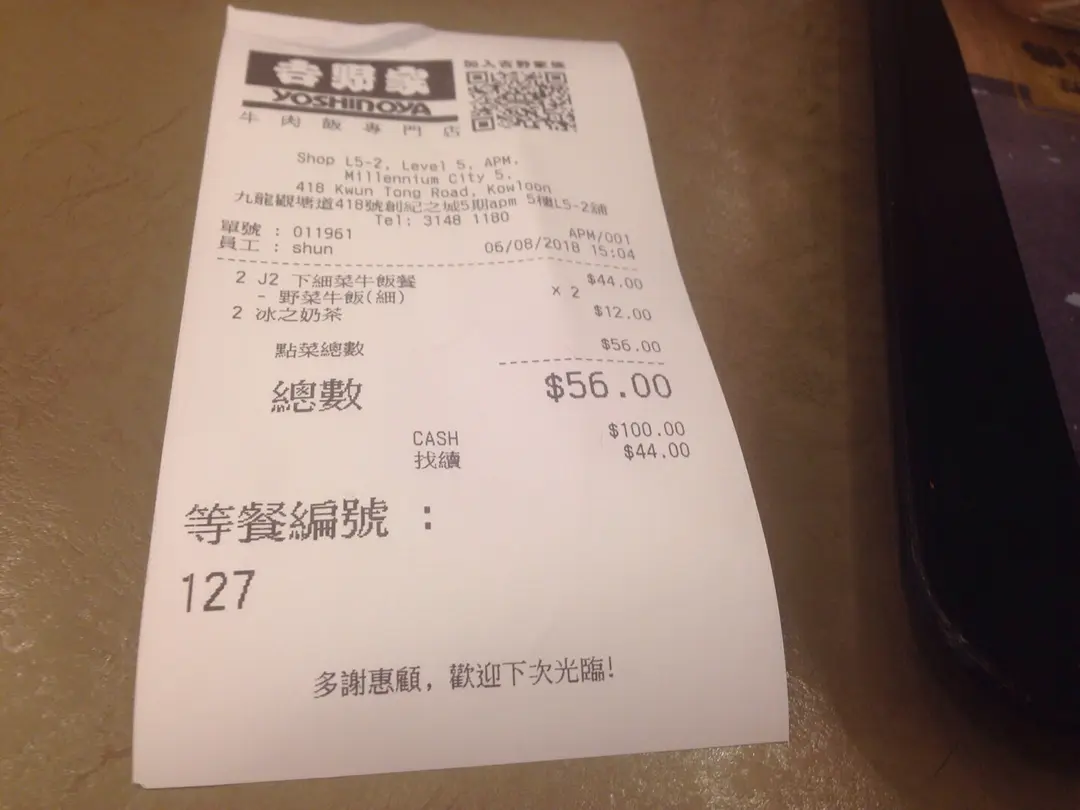 吉野家
YOSHINOYA
加入吉野家
牛肉飯專門店
Shop L5-2, Level 5, APM.
Millennium City 5.
418 Kwun Tong Road, Kowloon
九龍觀塘道418號創紀之城5期apm 5樓L5-2舖
Tel: 3148 1180
單號 : 011961 APM/001
員工 : shun 06/08/2018 15:04
2 J2 下細菜牛飯餐 $44.00
- 野菜牛飯(細) x 2
2 冰之奶茶 $12.00
點菜總數 $56.00
總數 $56.00
CASH $100.00
找續 $44.00
等餐編號 :
127
多謝惠顧, 歡迎下次光臨!